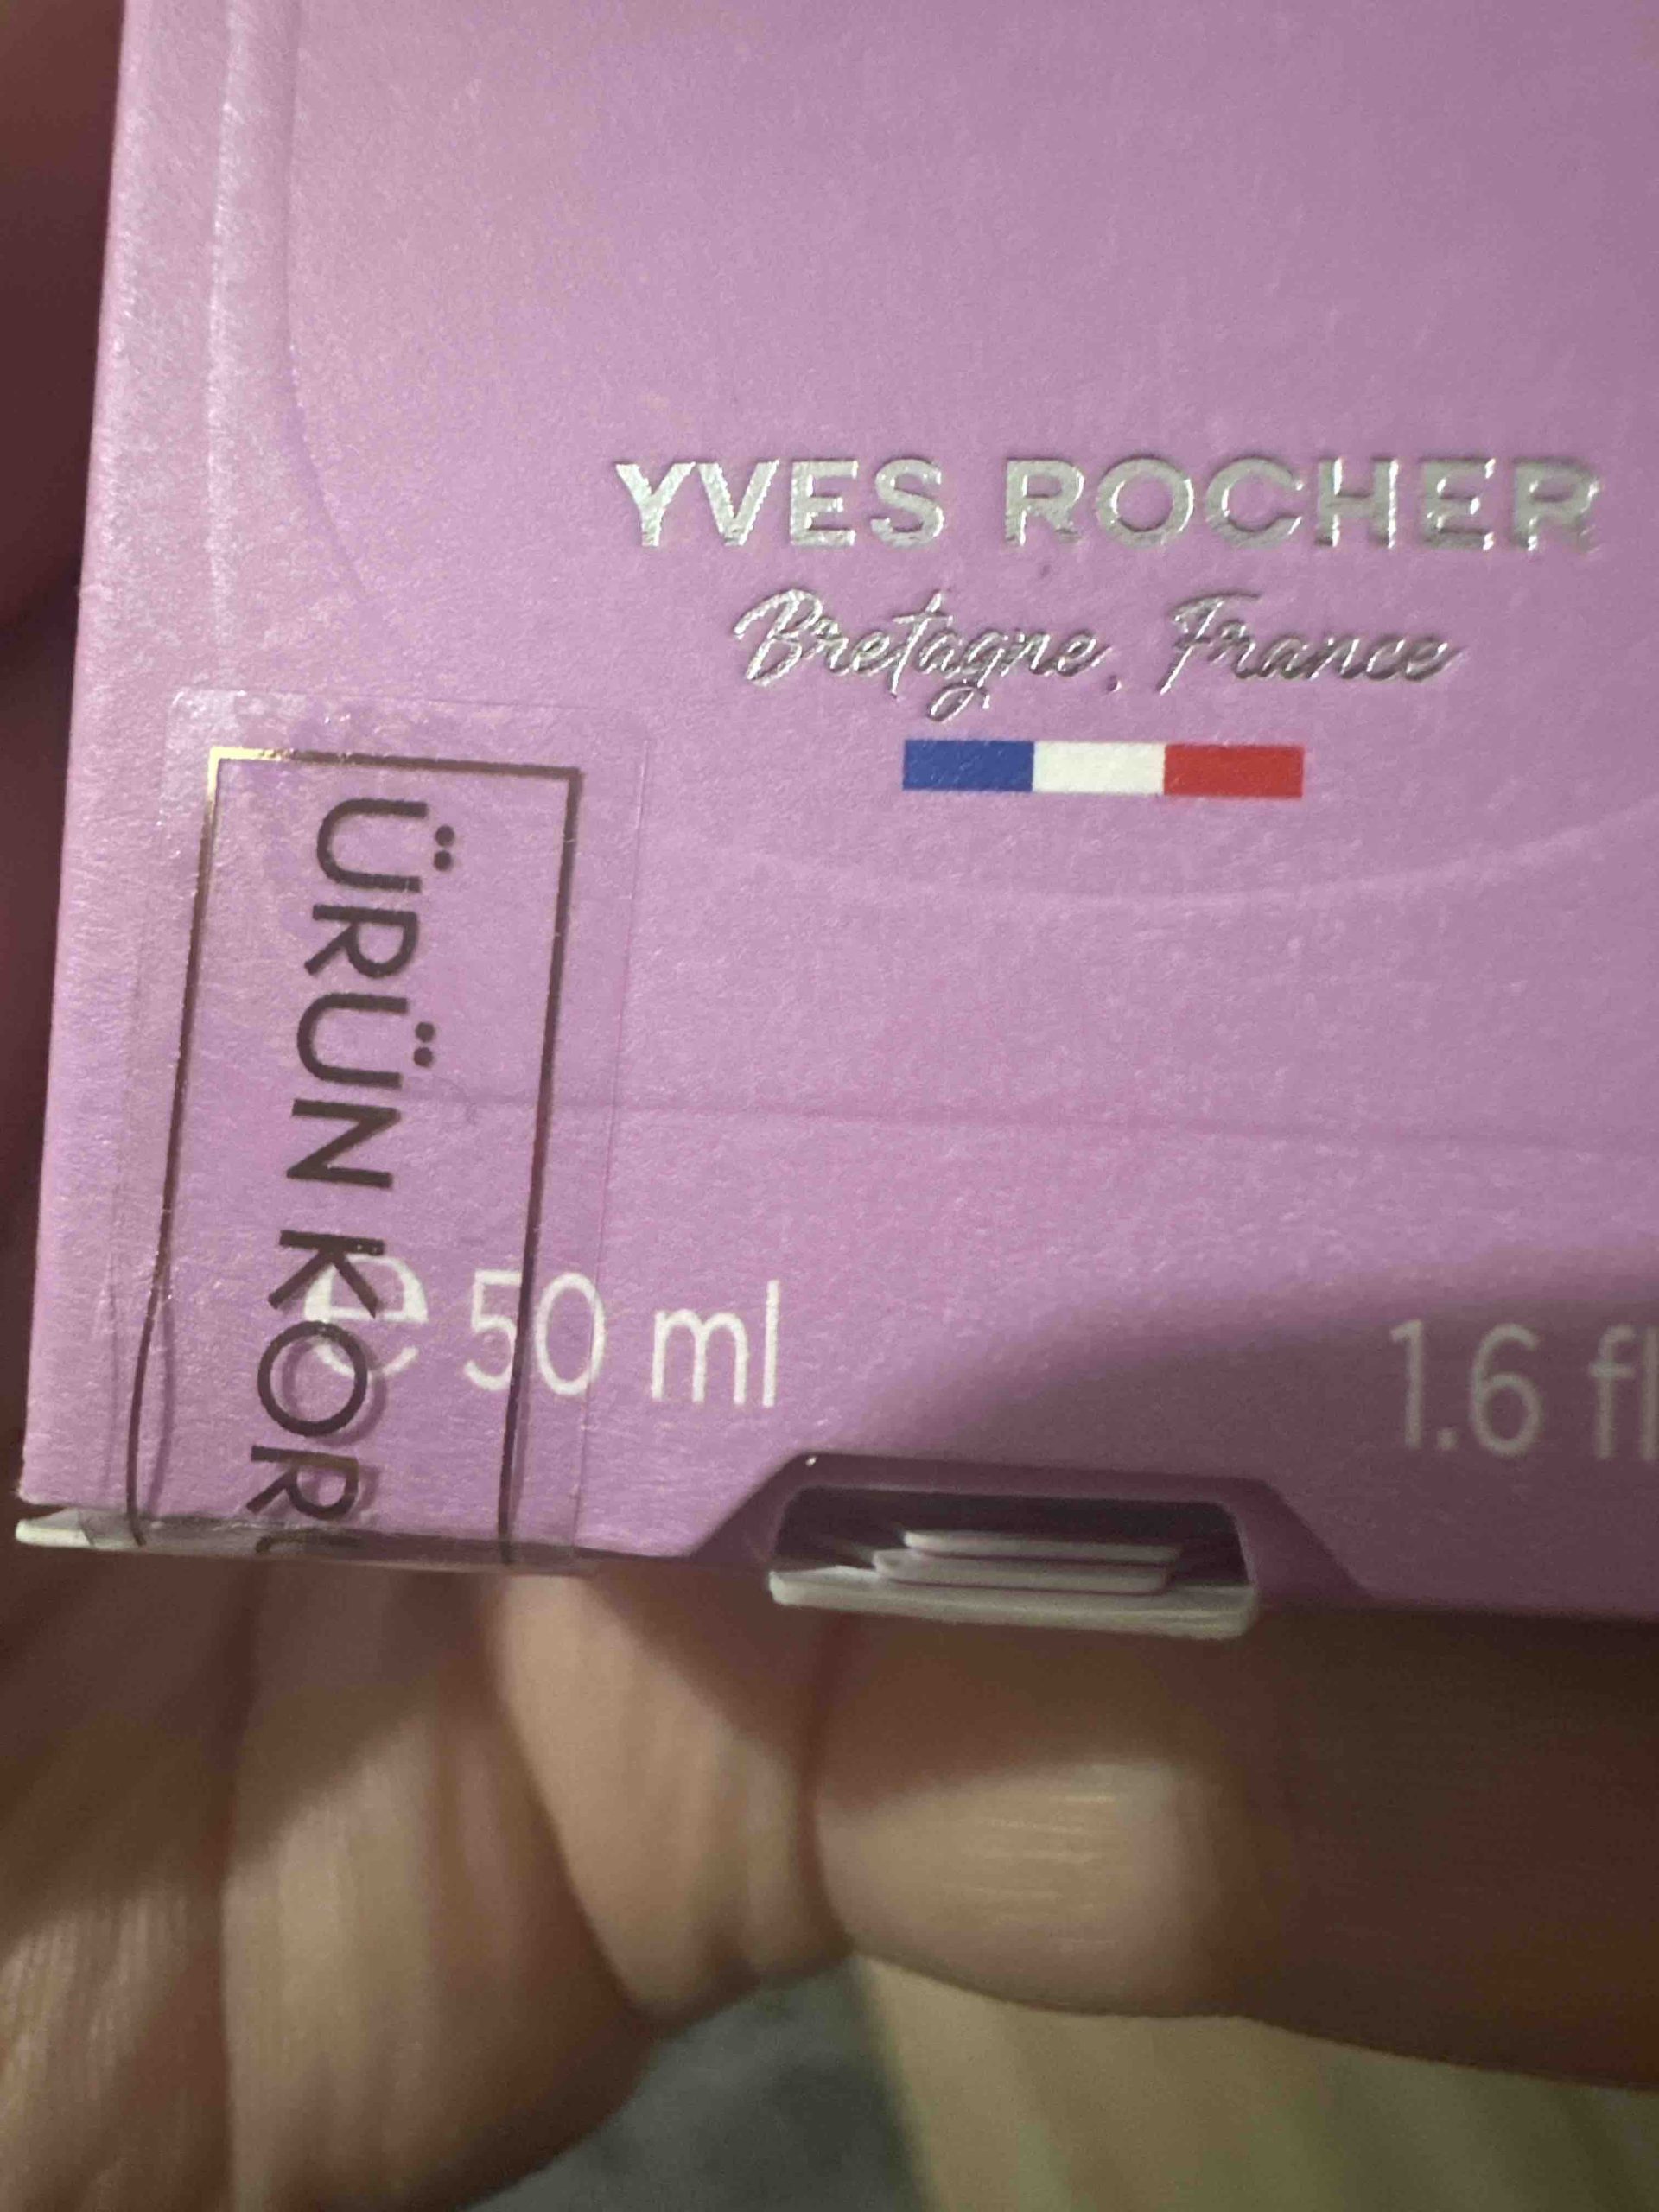 YVES ROCHER
Bretagne, France
ÜRÜN KOR
e 50 ml
1.6 fl